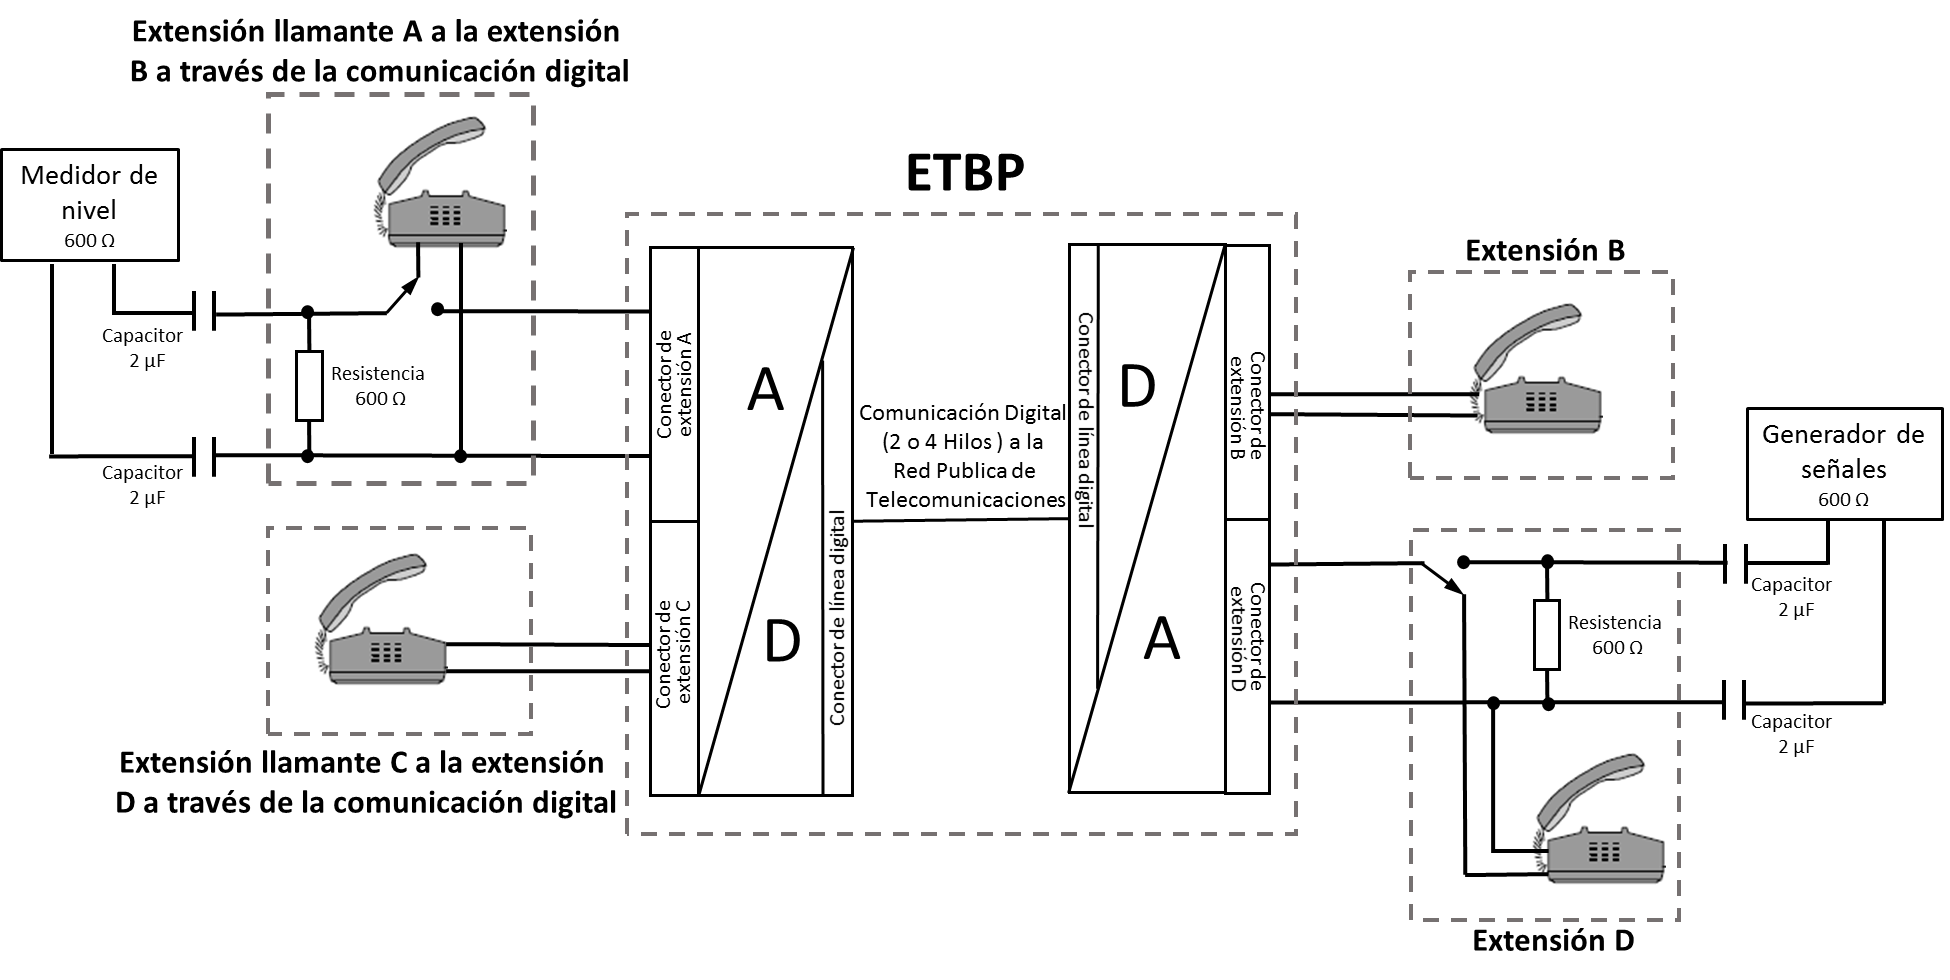 Extensión llamante A a la extensión
B a través de la comunicación digital
Medidor de
nivel
600 Ω
Capacitor
2 µF
Resistencia
600 Ω
Capacitor
2 µF
Extensión llamante C a la extensión
D a través de la comunicación digital
ETBP
Conector de
extensión A
Conector de
extensión C
A
D
Conector de línea digital
Comunicación Digital
(2 o 4 Hilos ) a la
Red Publica de
Telecomunicaciones
Conector de línea digital
D
A
Conector de
extensión B
Conector de
extensión D
Extensión B
Generador de
señales
600 Ω
Capacitor
2 µF
Resistencia
600 Ω
Capacitor
2 µF
Extensión D